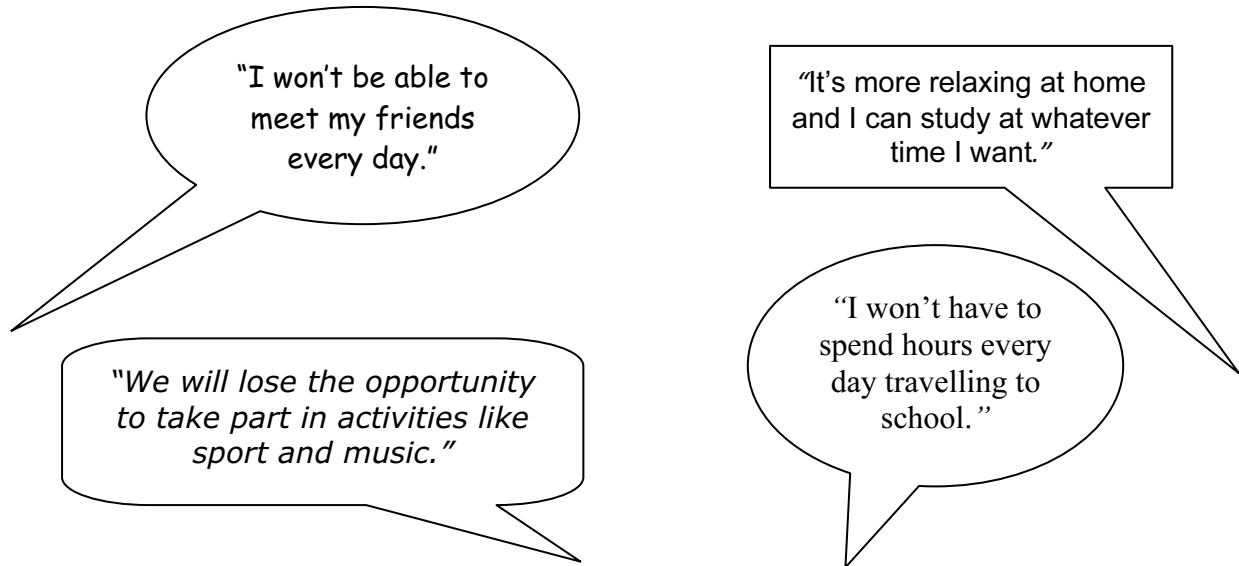 "I won't be able to
meet my friends
every day."
"It's more relaxing at home
and I can study at whatever
time I want."
"We will lose the opportunity
to take part in activities like
sport and music."
"I won't have to
spend hours every
day travelling to
school."